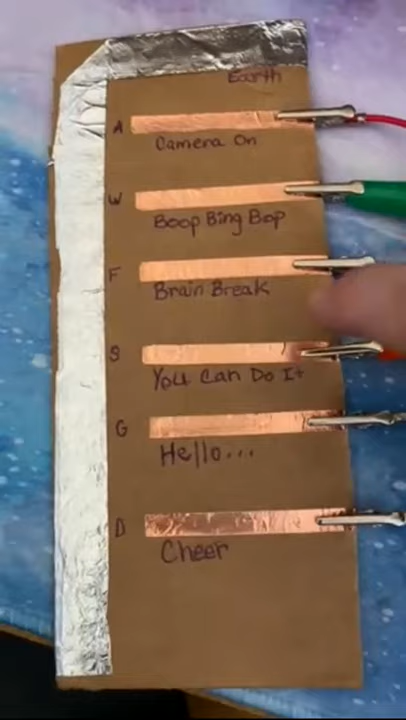 Earth
A
Camera On
W
Boop Bing Bop
F
Brain Break
S
You Can Do It
G
Hello...
D
Cheer